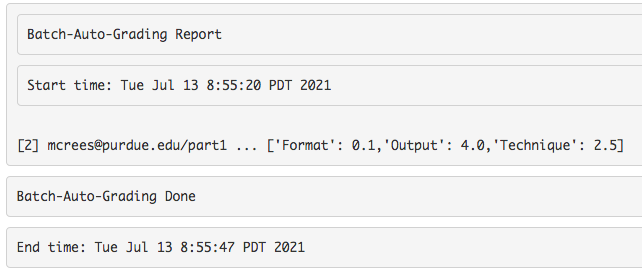 Batch-Auto-Grading Report
Start time: Tue Jul 13 8:55:20 PDT 2021
[2] mcrees@purdue.edu/part1 ... ['Format': 0.1,'Output': 4.0,'Technique': 2.5]
Batch-Auto-Grading Done
End time: Tue Jul 13 8:55:47 PDT 2021